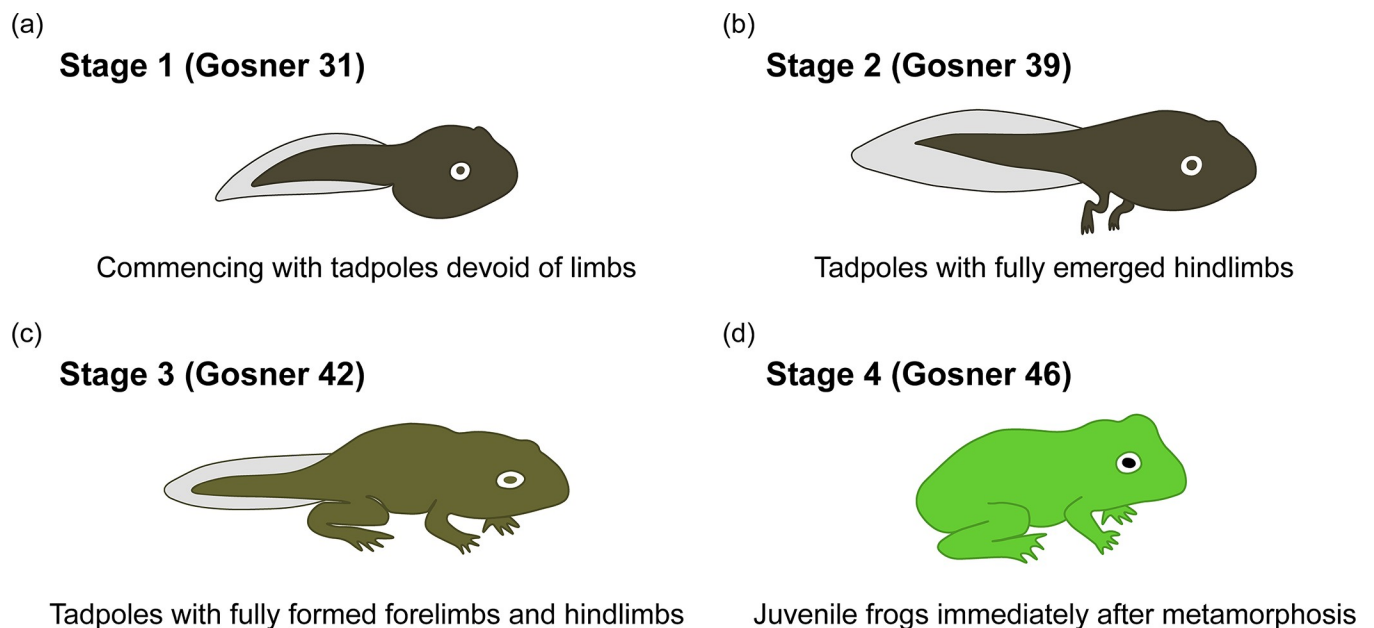 (a)
Stage 1 (Gosner 31)
Commencing with tadpoles devoid of limbs
(b)
Stage 2 (Gosner 39)
Tadpoles with fully emerged hindlimbs
(c)
Stage 3 (Gosner 42)
Tadpoles with fully formed forelimbs and hindlimbs
(d)
Stage 4 (Gosner 46)
Juvenile frogs immediately after metamorphosis